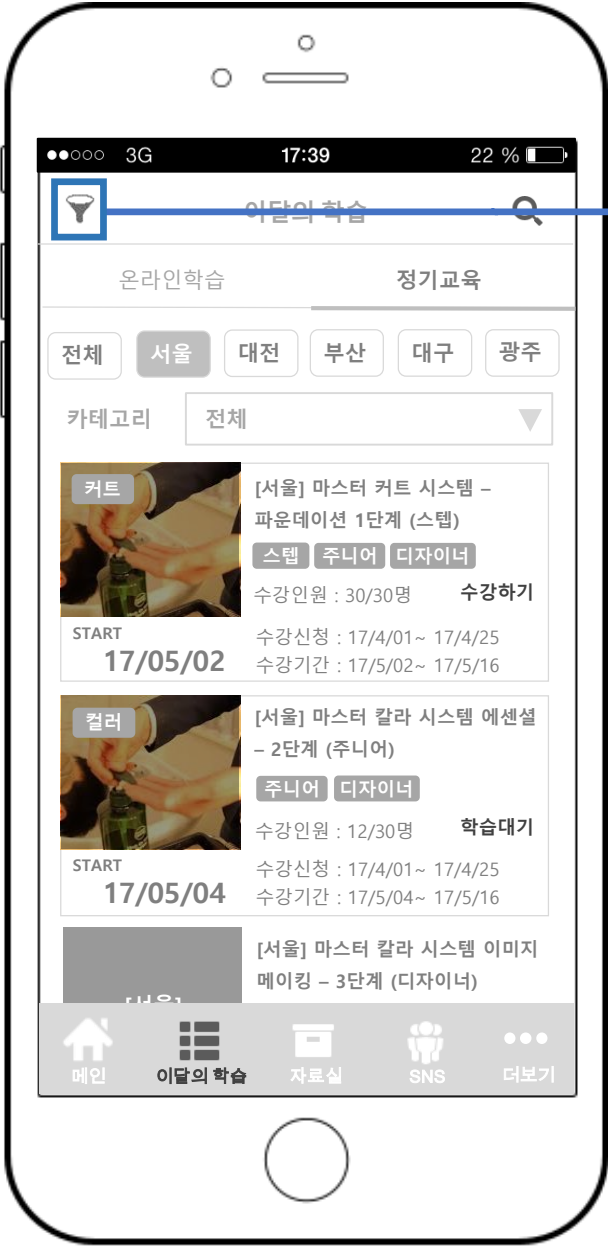 3G 17:39 22 %
이달의 학습
온라인학습 정기교육
전체 서울 대전 부산 대구 광주
카테고리 전체
커트
[서울] 마스터 커트 시스템 –
파운데이션 1단계 (스텝)
스텝 주니어 디자이너
수강인원 : 30/30명 수강하기
START
17/05/02
수강신청 : 17/4/01~ 17/4/25
수강기간 : 17/5/02~ 17/5/16
컬러
[서울] 마스터 칼라 시스템 에센셜
– 2단계 (주니어)
주니어 디자이너
수강인원 : 12/30명 학습대기
START
17/05/04
수강신청 : 17/4/01~ 17/4/25
수강기간 : 17/5/04~ 17/5/16
[서울] 마스터 칼라 시스템 이미지
메이킹 – 3단계 (디자이너)
[서울]
메인 이달의 학습 자료실 SNS 더보기